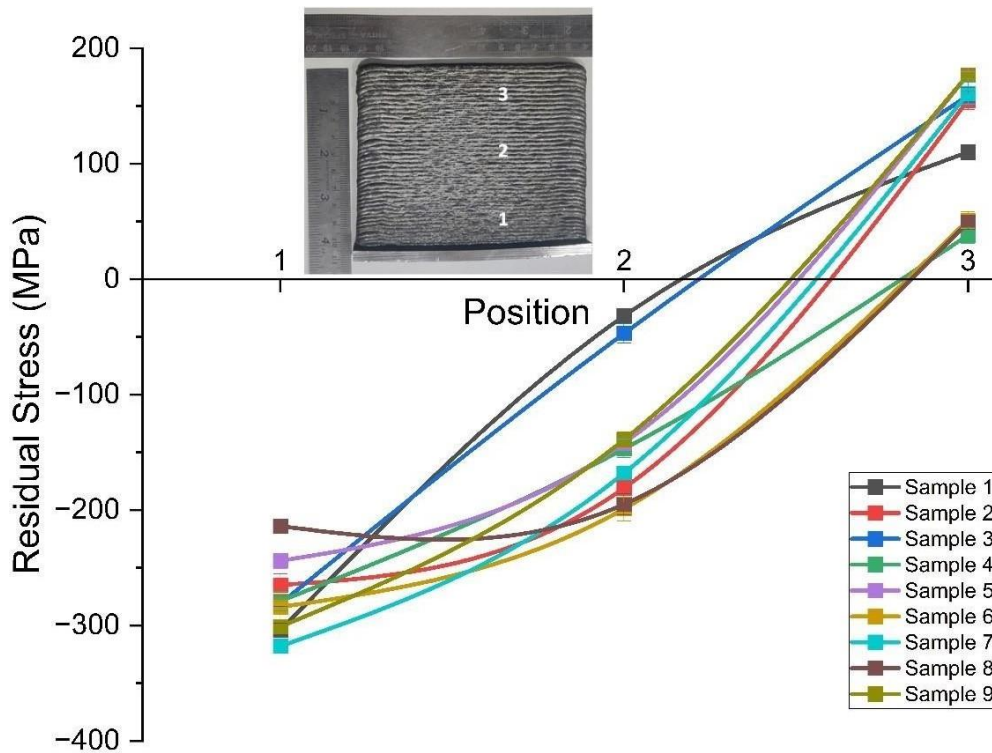 200
100
0
−100
−200
−300
−400
Residual Stress (MPa)
1
2
3
Position
3
2
1
Sample 1
Sample 2
Sample 3
Sample 4
Sample 5
Sample 6
Sample 7
Sample 8
Sample 9